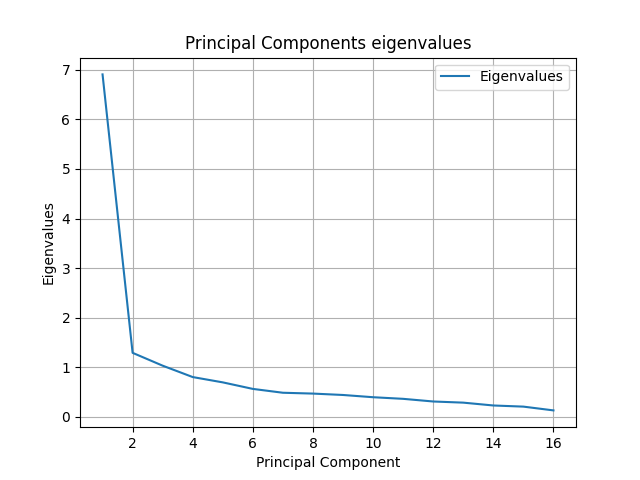 Principal Components eigenvalues
Eigenvalues
7
6
5
4
3
2
1
0
Eigenvalues
2 4 6 8 10 12 14 16
Principal Component